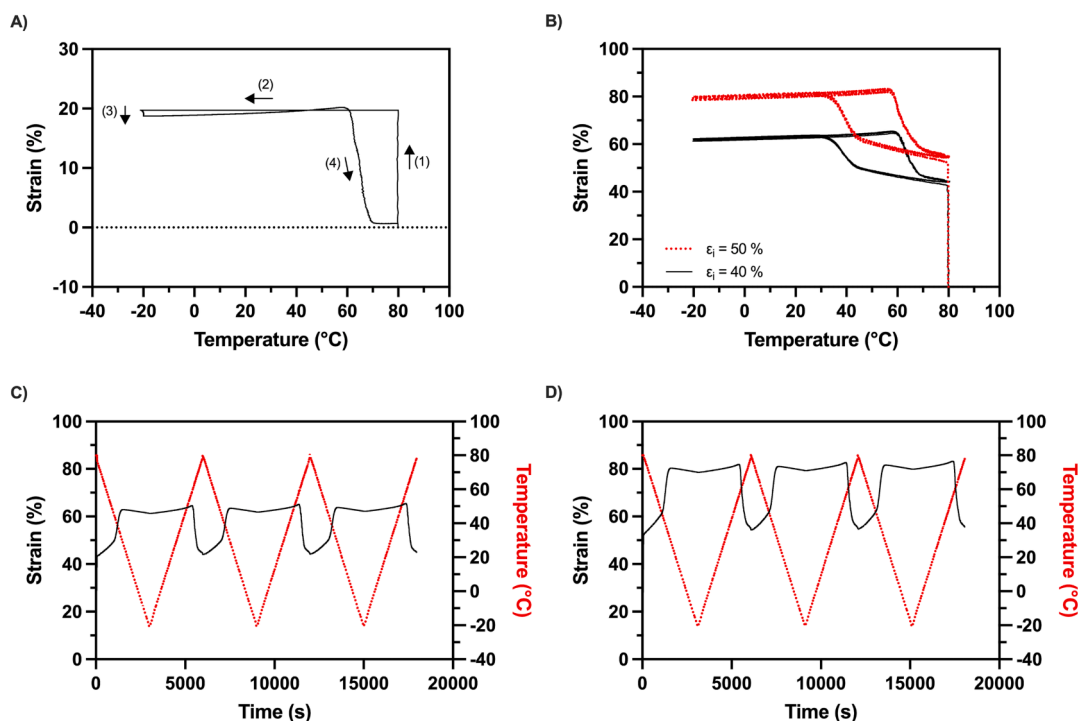 A)
30
20
10
0
-10
Strain (%)
(1)
(2)
(3)
(4)
-40 -20 0 20 40 60 80 100
Temperature (°C)
B)
100
80
60
40
20
0
Strain (%)
εi = 50 %
εi = 40 %
-40 -20 0 20 40 60 80 100
Temperature (°C)
C)
100
80
60
40
20
0
Strain (%)
100
80
60
40
20
0
-20
-40
Temperature (°C)
0 5000 10000 15000 20000
Time (s)
D)
100
80
60
40
20
0
Strain (%)
100
80
60
40
20
0
-20
-40
Temperature (°C)
0 5000 10000 15000 20000
Time (s)